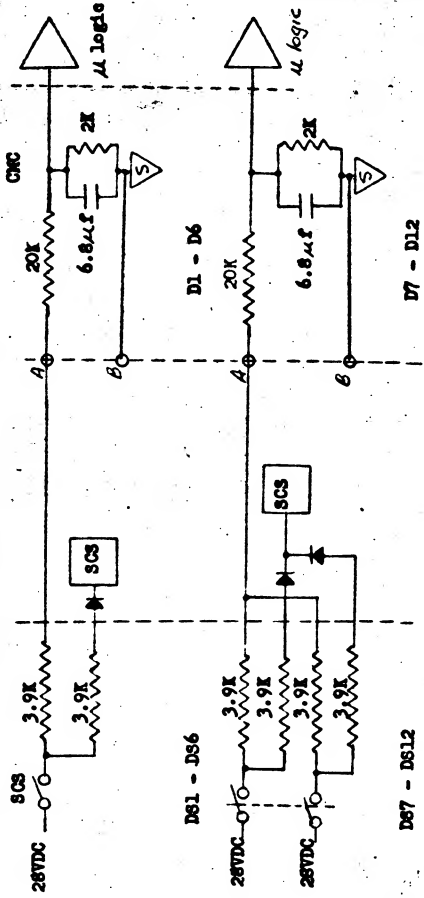 SCS
28VDC
3.9K
3.9K
SCS
A
B
CMC
20K
2K
6.8μf
S
μ logic
DS1 - DS6
D1 - D6
28VDC
28VDC
3.9K
3.9K
3.9K
3.9K
SCS
A
B
20K
2K
6.8μf
S
μ logic
DS7 - DS12
D7 - D12